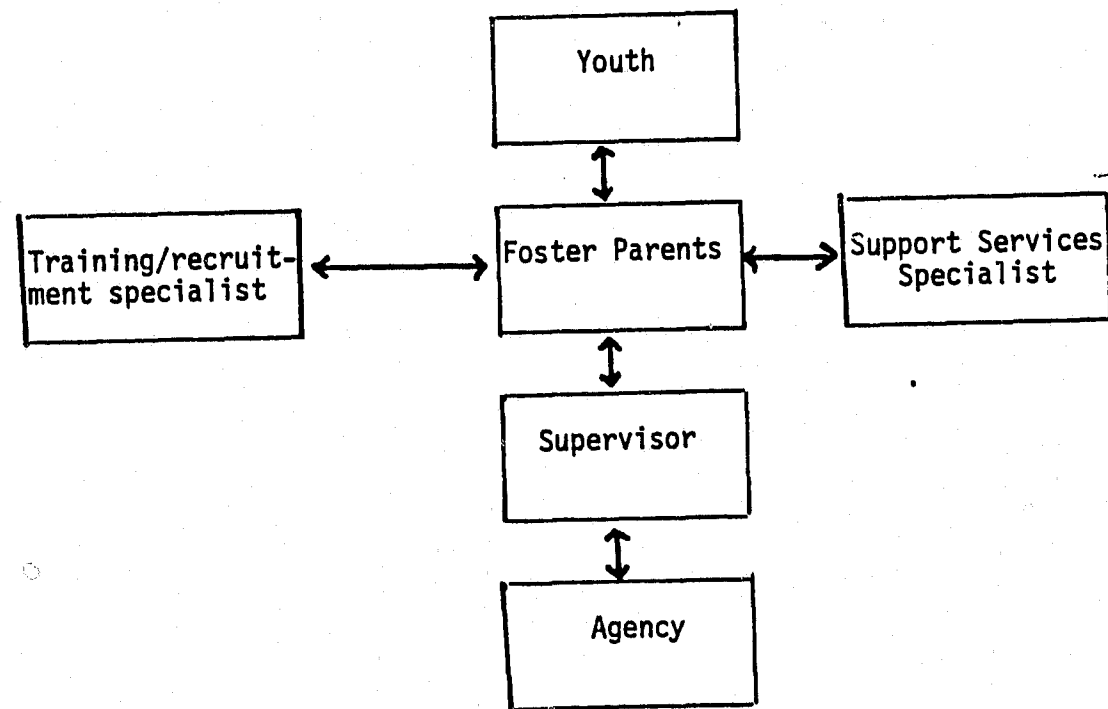 Youth
Training/recruit-
ment specialist
Foster Parents
Support Services
Specialist
Supervisor
Agency